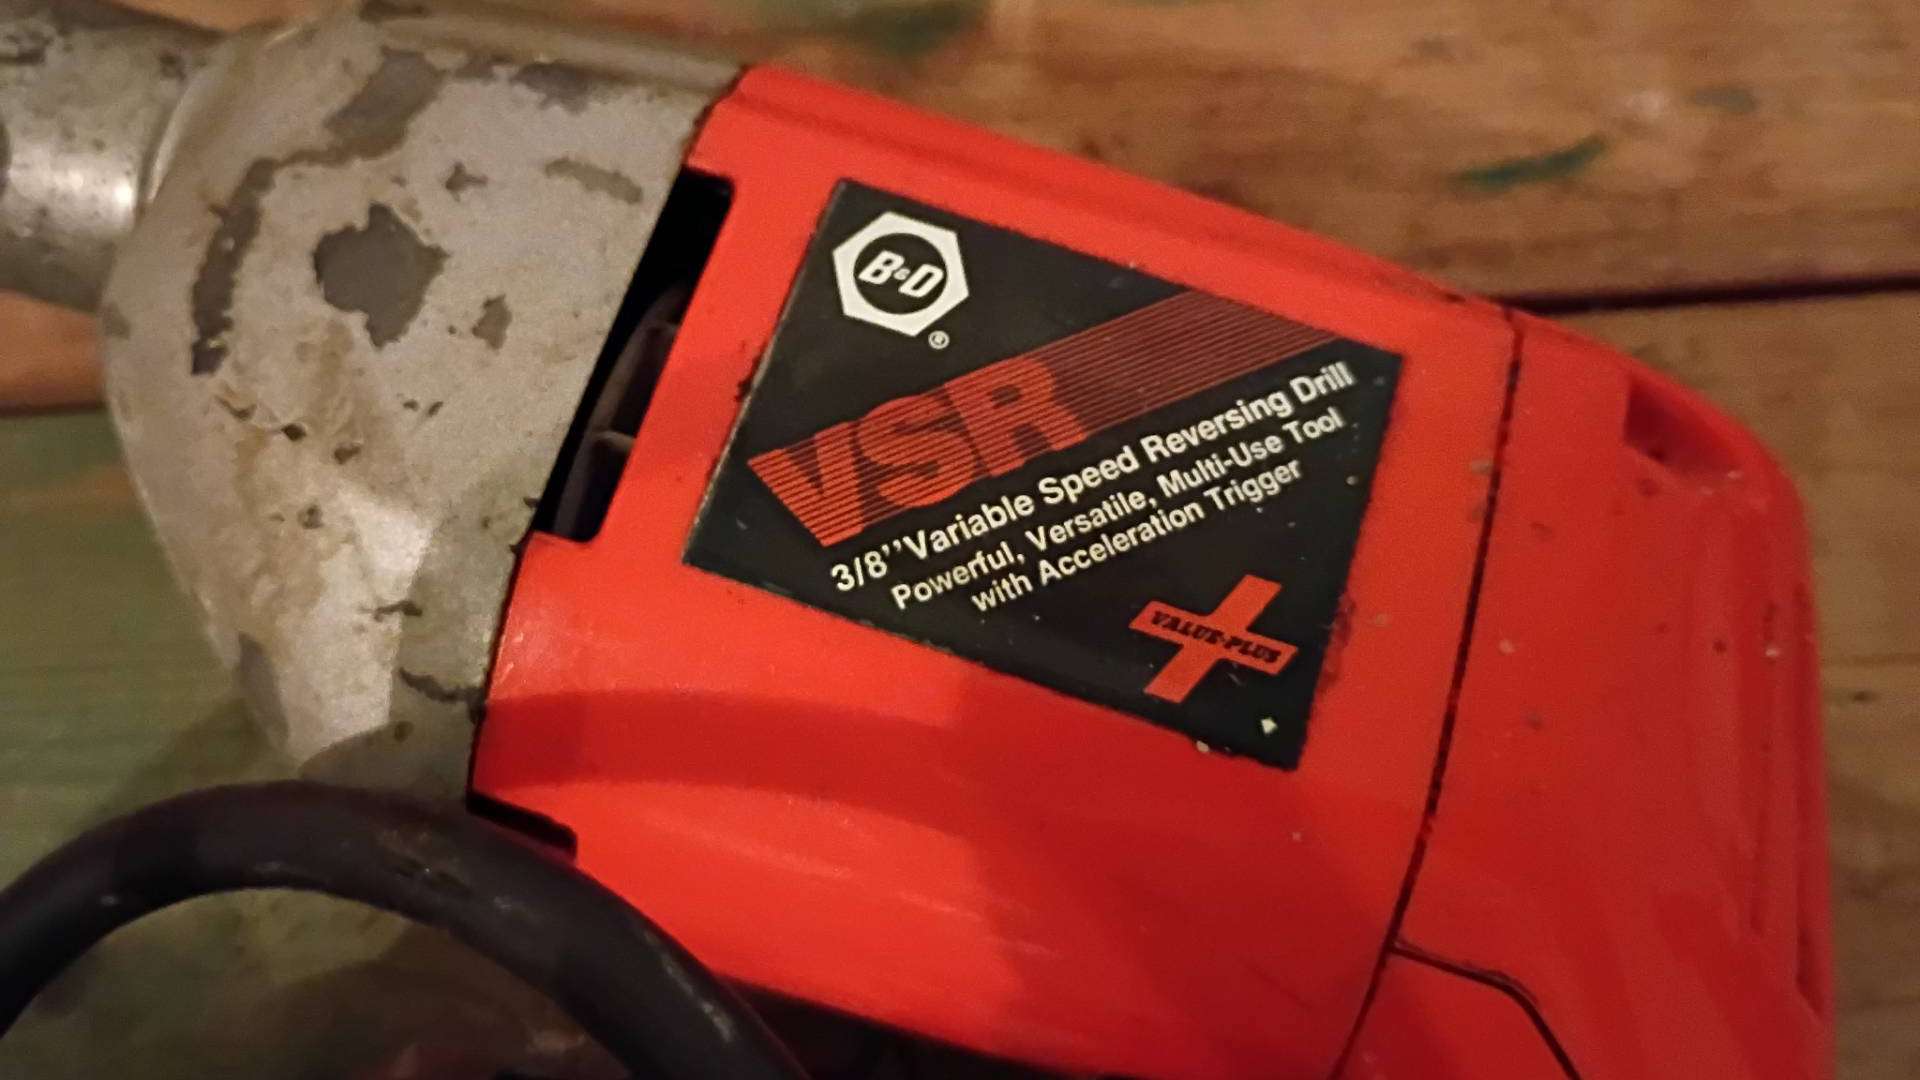 B&D
®
VSR
3/8’’ Variable Speed Reversing Drill
Powerful, Versatile, Multi-Use Tool
with Acceleration Trigger
VALUE-PLUS